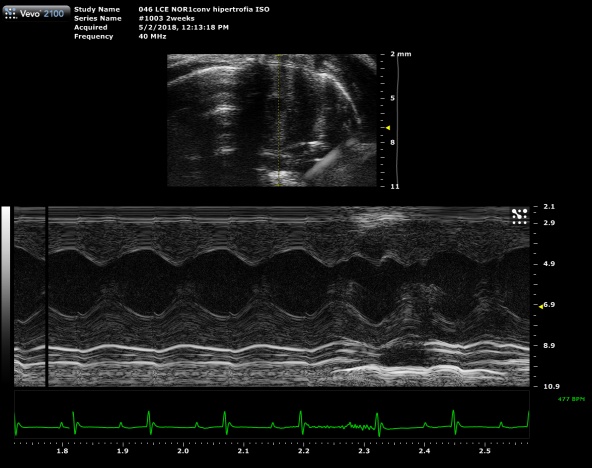 Vevo 2100
Study Name 046 LCE NOR1conv hipertrofia ISO
Series Name #1003 2weeks
Acquired 5/2/2018, 12:13:18 PM
Frequency 40 MHz
2 mm
5
8
11
2.1
2.9
4.9
6.9
8.9
10.9
477 BPM
1.8 1.9 2.0 2.1 2.2 2.3 2.4 2.5